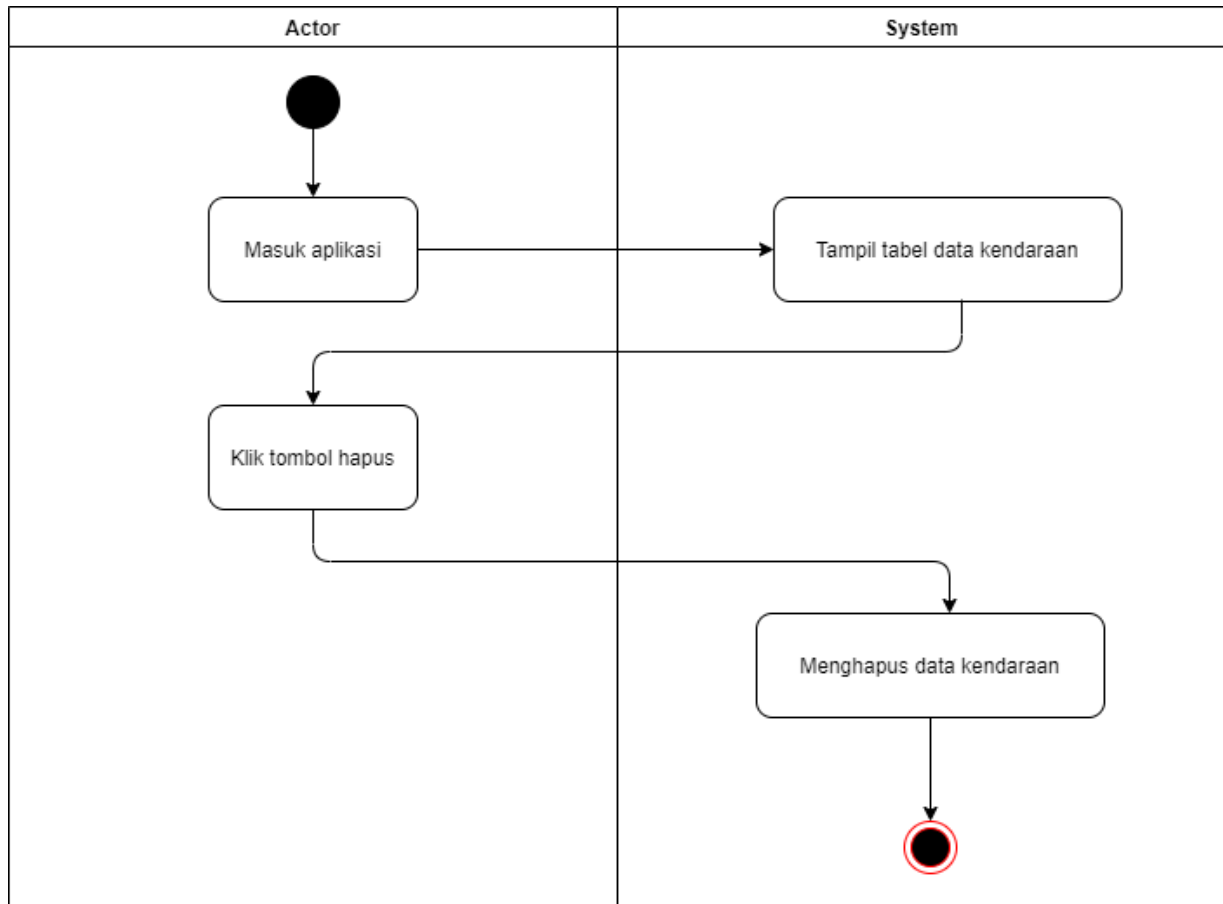 Actor
System
Masuk aplikasi
Tampil tabel data kendaraan
Klik tombol hapus
Menghapus data kendaraan